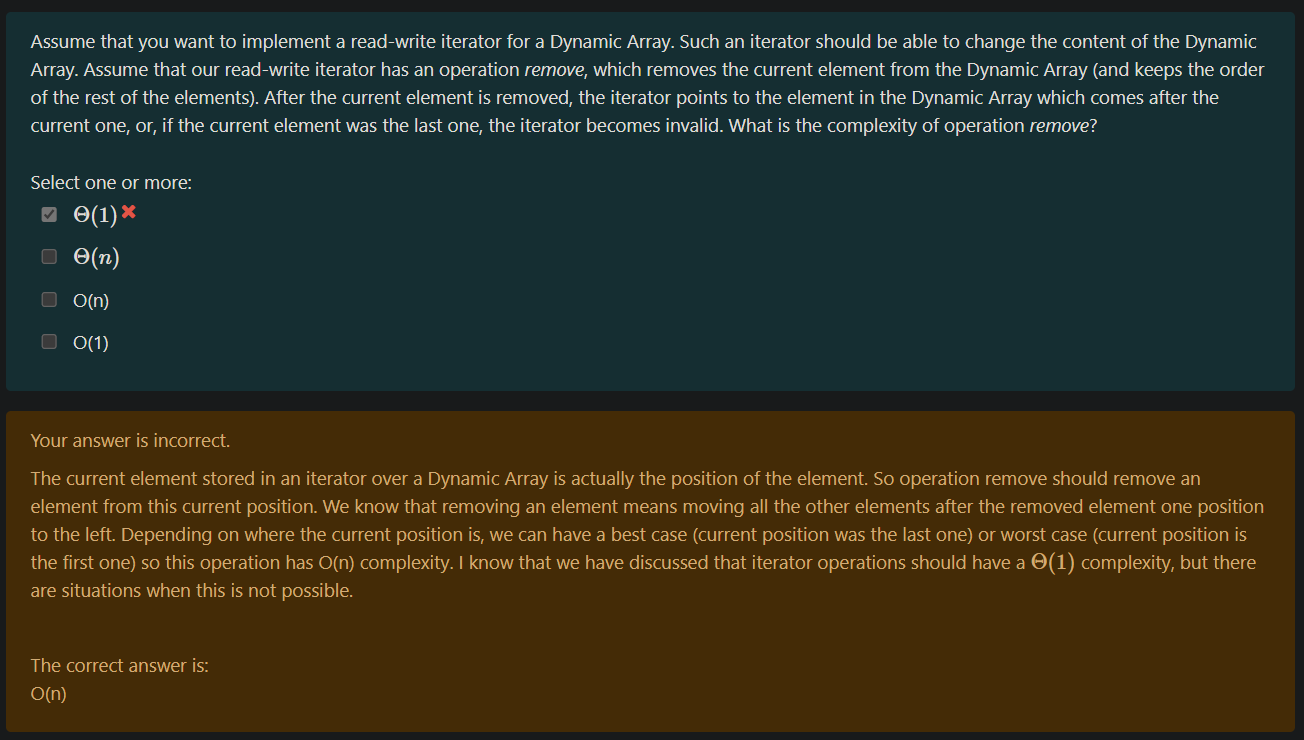 Assume that you want to implement a read-write iterator for a Dynamic Array. Such an iterator should be able to change the content of the Dynamic
Array. Assume that our read-write iterator has an operation remove, which removes the current element from the Dynamic Array (and keeps the order
of the rest of the elements). After the current element is removed, the iterator points to the element in the Dynamic Array which comes after the
current one, or, if the current element was the last one, the iterator becomes invalid. What is the complexity of operation remove?
Select one or more:
Θ(1)
Θ(n)
O(n)
O(1)
Your answer is incorrect.
The current element stored in an iterator over a Dynamic Array is actually the position of the element. So operation remove should remove an
element from this current position. We know that removing an element means moving all the other elements after the removed element one position
to the left. Depending on where the current position is, we can have a best case (current position was the last one) or worst case (current position is
the first one) so this operation has O(n) complexity. I know that we have discussed that iterator operations should have a Θ(1) complexity, but there
are situations when this is not possible.
The correct answer is:
O(n)